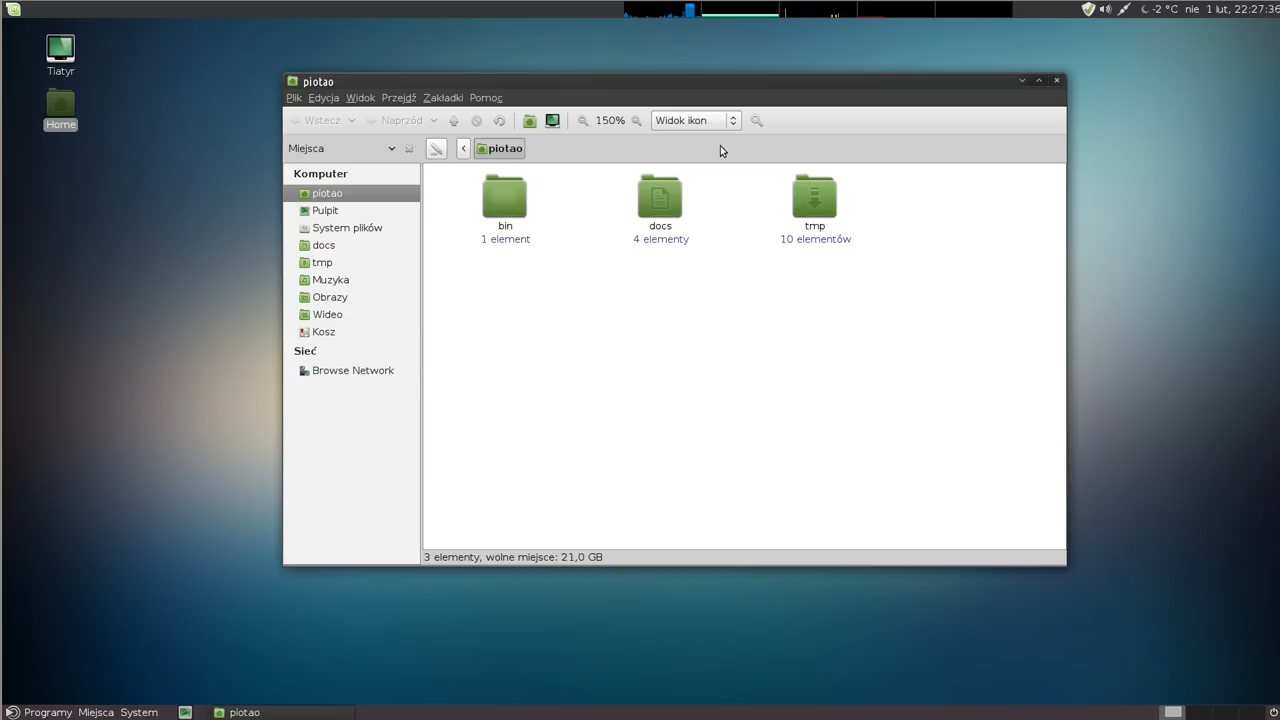 -2 °C nie 1 lut, 22:27:36
Tiatyr
Home
piotao
Plik Edycja Widok Przejdź Zakładki Pomoc
Wstecz Naprzód 150% Widok ikon
Miejsca piotao
Komputer
piotao
Pulpit
System plików
docs
tmp
Muzyka
Obrazy
Wideo
Kosz
Sieć
Browse Network
bin
1 element
docs
4 elementy
tmp
10 elementów
3 elementy, wolne miejsce: 21,0 GB
Programy Miejsca System piotao